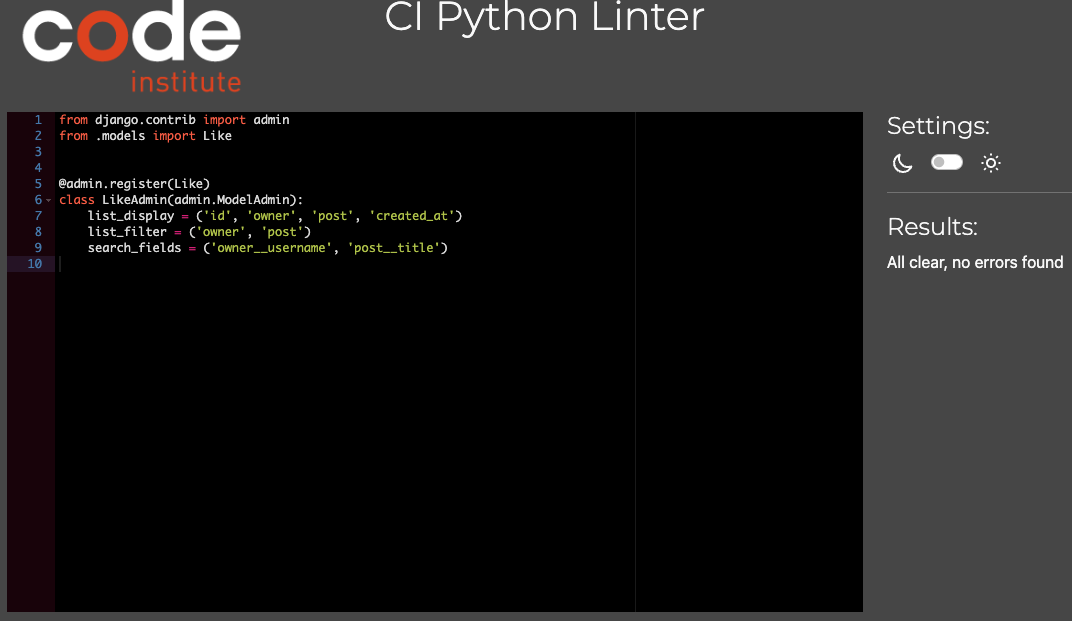 code
institute
CI Python Linter
1 from django.contrib import admin
2 from .models import Like
3
4
5 @admin.register(Like)
6 class LikeAdmin(admin.ModelAdmin):
7     list_display = ('id', 'owner', 'post', 'created_at')
8     list_filter = ('owner', 'post')
9     search_fields = ('owner__username', 'post__title')
10
Settings:
Results:
All clear, no errors found